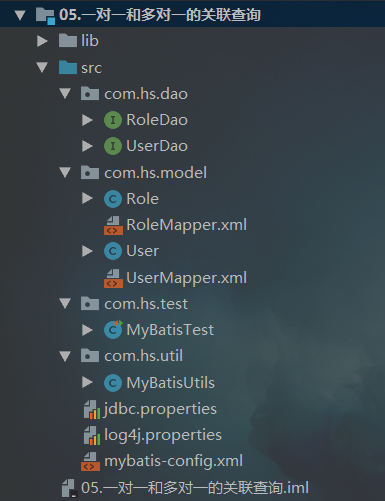 05.一对一和多对一的关联查询
lib
src
com.hs.dao
RoleDao
UserDao
com.hs.model
Role
RoleMapper.xml
User
UserMapper.xml
com.hs.test
MyBatisTest
com.hs.util
MyBatisUtils
jdbc.properties
log4j.properties
mybatis-config.xml
05.一对一和多对一的关联查询.iml